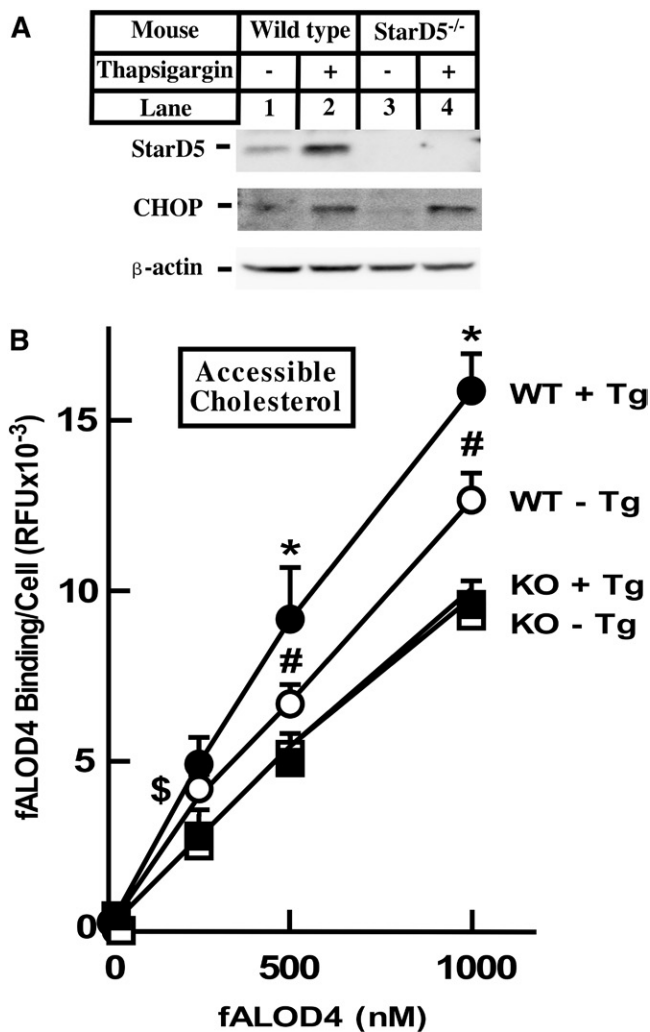 A
Mouse Wild type StarD5-/-
Thapsigargin - + - +
Lane 1 2 3 4
StarD5
CHOP
β-actin
B
Accessible
Cholesterol
fALOD4 Binding/Cell (RFUx10-3)
15
10
5
0
* WT + Tg
# WT - Tg
KO + Tg
KO - Tg
*
#
$
0 500 1000
fALOD4 (nM)